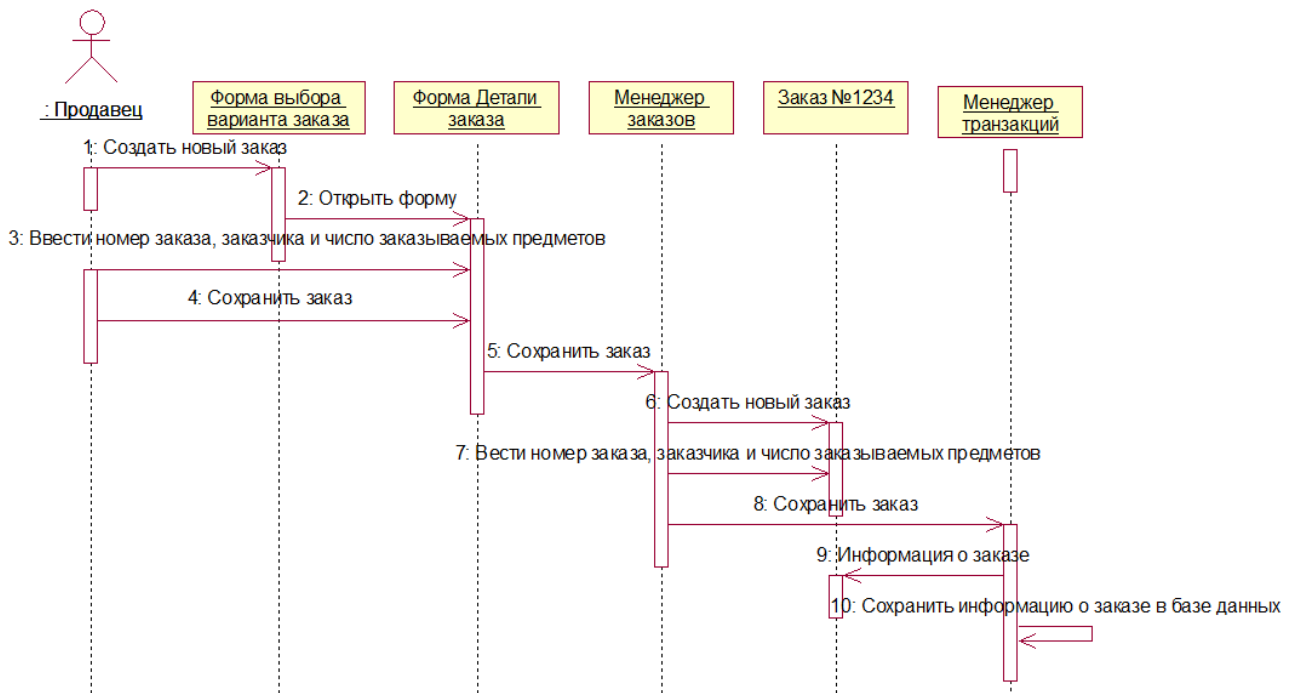 : Продавец
Форма выбора
варианта заказа
Форма Детали
заказа
Менеджер
заказов
Заказ №1234
Менеджер
транзакций
1: Создать новый заказ
2: Открыть форму
3: Ввести номер заказа, заказчика и число заказываемых предметов
4: Сохранить заказ
5: Сохранить заказ
6: Создать новый заказ
7: Вести номер заказа, заказчика и число заказываемых предметов
8: Сохранить заказ
9: Информация о заказе
10: Сохранить информацию о заказе в базе данных